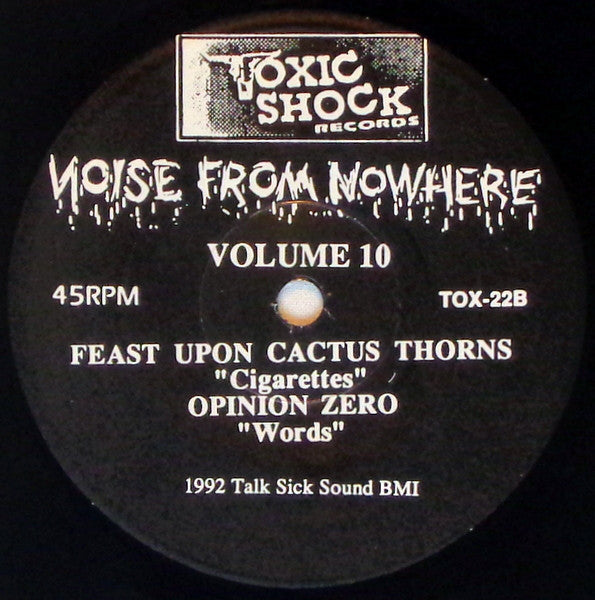 TOXIC
SHOCK
RECORDS
NOISE FROM NOWHERE
VOLUME 10
45RPM TOX-22B
FEAST UPON CACTUS THORNS
"Cigarettes"
OPINION ZERO
"Words"
1992 Talk Sick Sound BMI